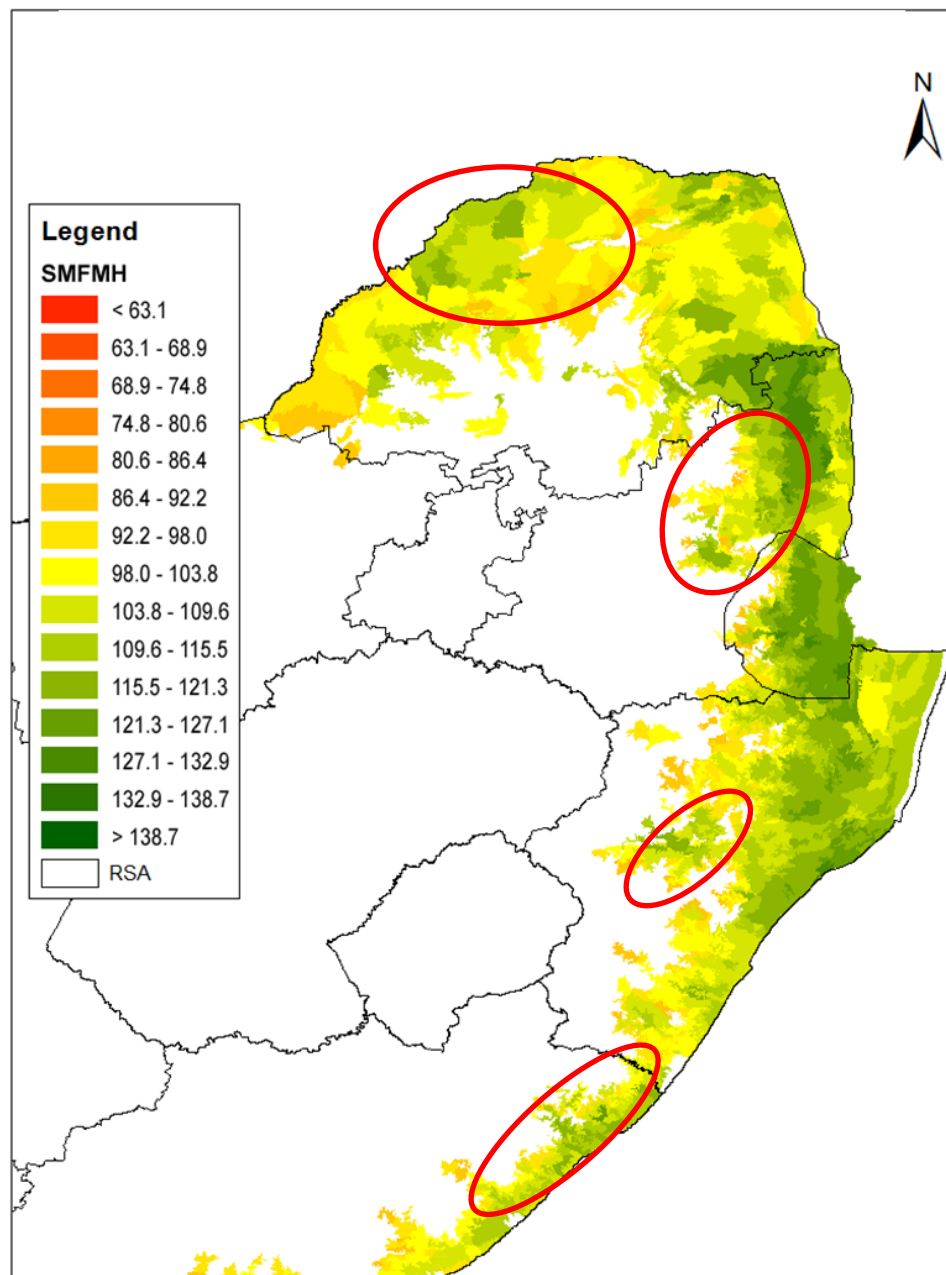 N
Legend
SMFMH
< 63.1
63.1 - 68.9
68.9 - 74.8
74.8 - 80.6
80.6 - 86.4
86.4 - 92.2
92.2 - 98.0
98.0 - 103.8
103.8 - 109.6
109.6 - 115.5
115.5 - 121.3
121.3 - 127.1
127.1 - 132.9
132.9 - 138.7
> 138.7
RSA